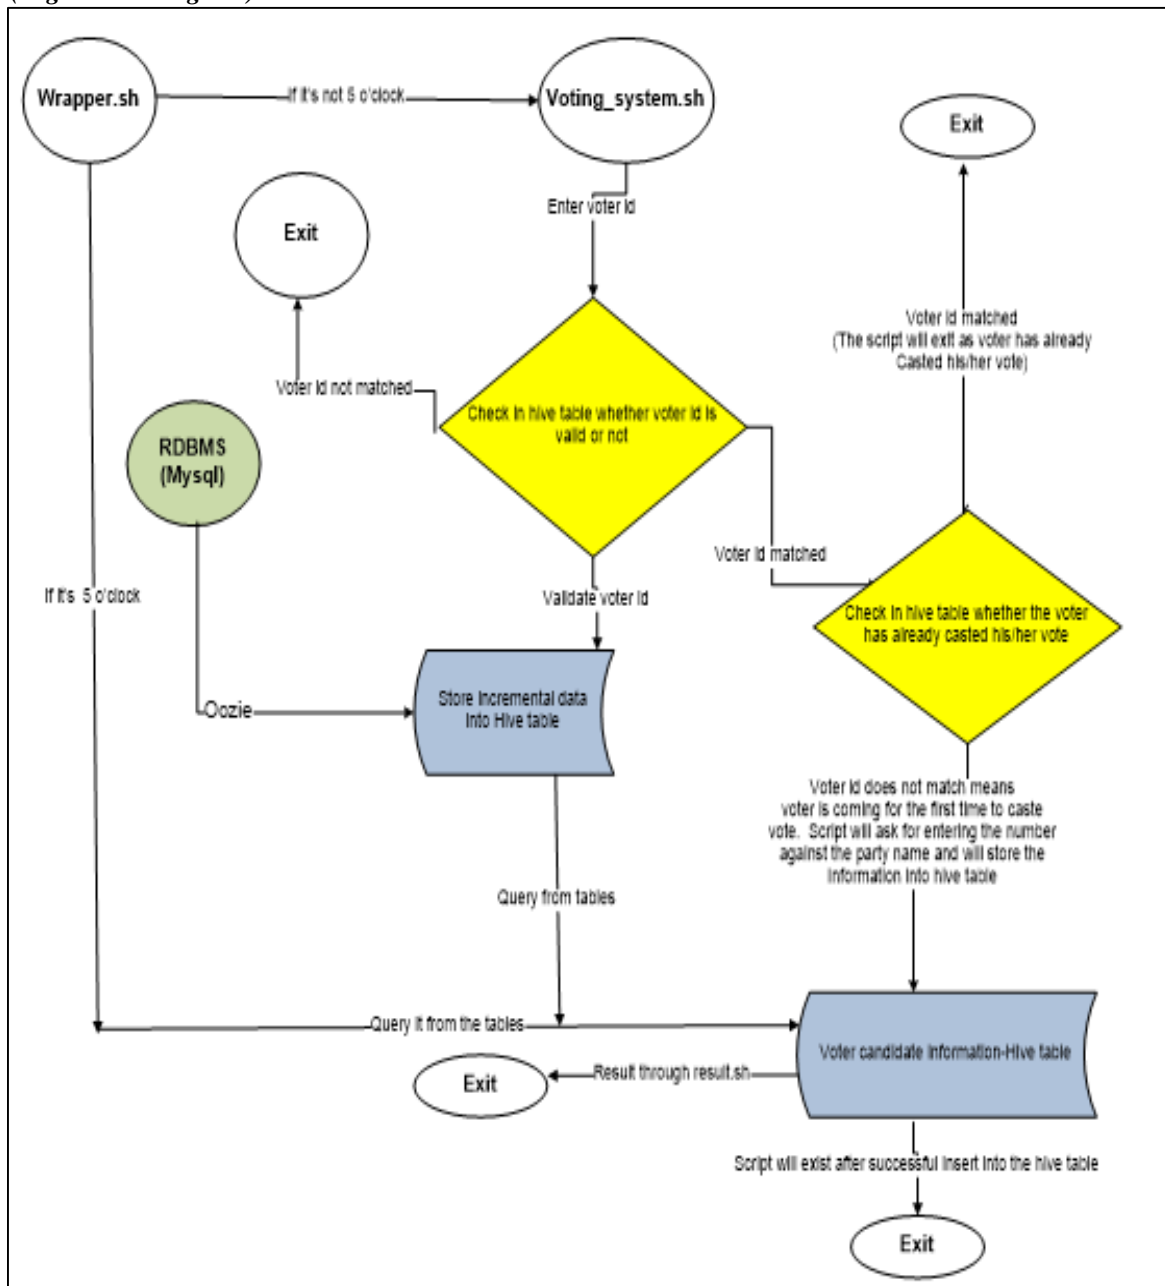 Wrapper.sh
If it's not 5 o'clock
Voting_system.sh
Exit
Enter voter id
Exit
Voter id matched
(The script will exit as voter has already
Casted his/her vote)
Voter id not matched
Check in hive table whether voter id is
valid or not
RDBMS
(Mysql)
Voter id matched
If it's 5 o'clock
Validate voter id
Check in hive table whether the voter
has already casted his/her vote
Store incremental data
into Hive table
Oozie
Voter id does not match means
voter is coming for the first time to caste
vote. Script will ask for entering the number
against the party name and will store the
information into hive table
Query from tables
Query it from the tables
Voter candidate information-Hive table
Result through result.sh
Exit
Script will exist after successful insert into the hive table
Exit